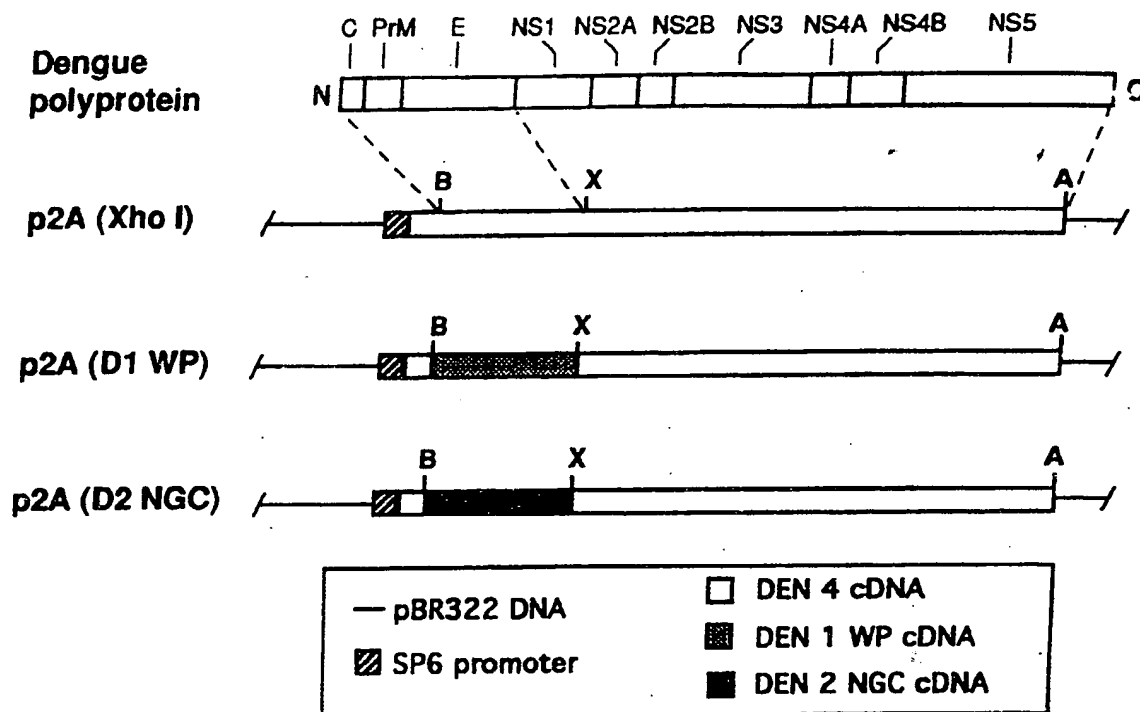 C PrM E NS1 NS2A NS2B NS3 NS4A NS4B NS5
Dengue
polyprotein
N C
B X A
p2A (Xho I)
B X A
p2A (D1 WP)
B X A
p2A (D2 NGC)
pBR322 DNA
SP6 promoter
DEN 4 cDNA
DEN 1 WP cDNA
DEN 2 NGC cDNA